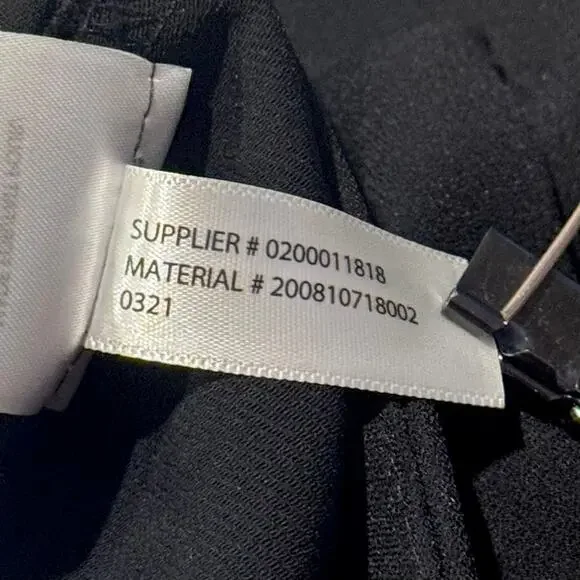 SUPPLIER # 0200011818
MATERIAL # 200810718002
0321